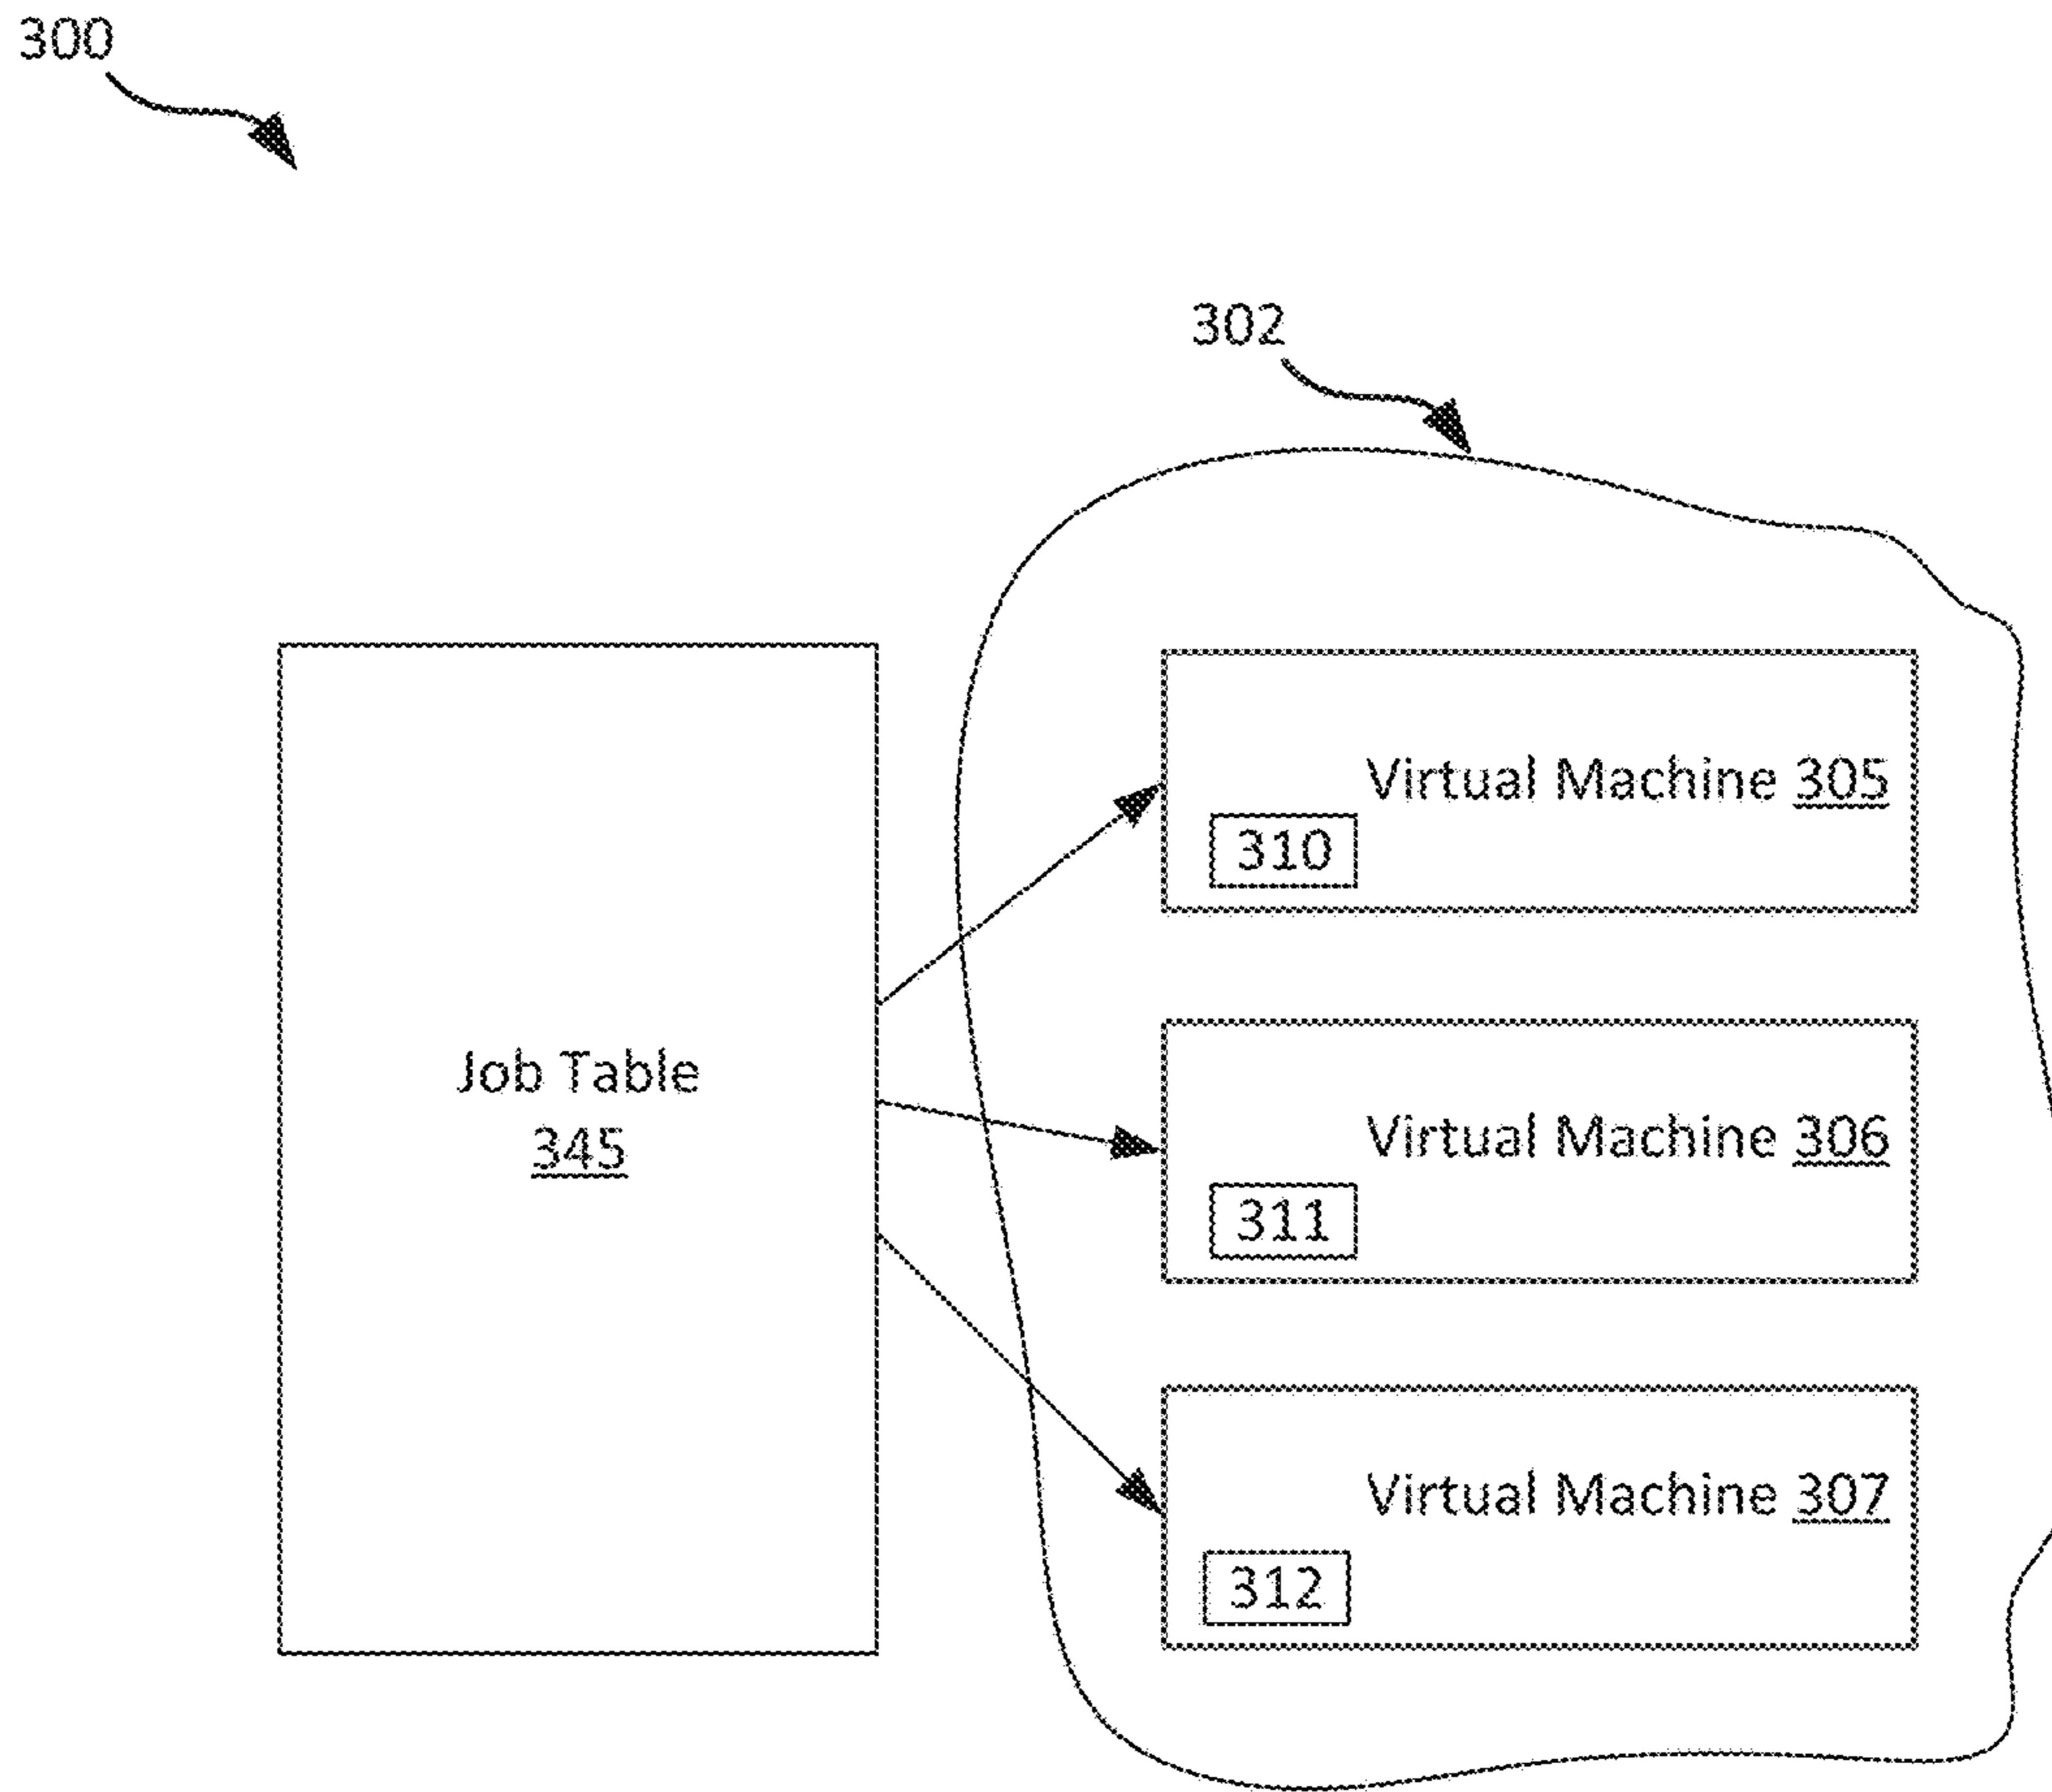 300
302
Virtual Machine 305
310
Job Table
345
Virtual Machine 306
311
Virtual Machine 307
312